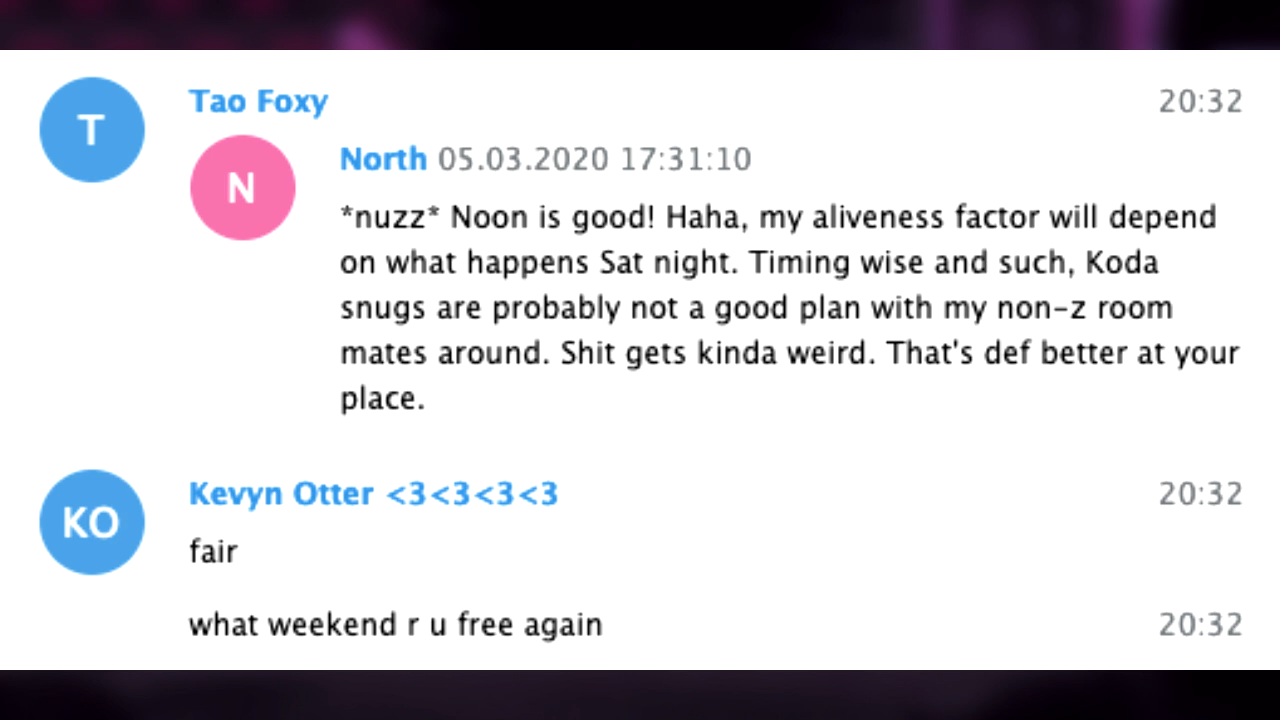 T
Tao Foxy 20:32
N
North 05.03.2020 17:31:10
*nuzz* Noon is good! Haha, my aliveness factor will depend
on what happens Sat night. Timing wise and such, Koda
snugs are probably not a good plan with my non-z room
mates around. Shit gets kinda weird. That's def better at your
place.
KO
Kevyn Otter <3<3<3<3 20:32
fair
what weekend r u free again 20:32